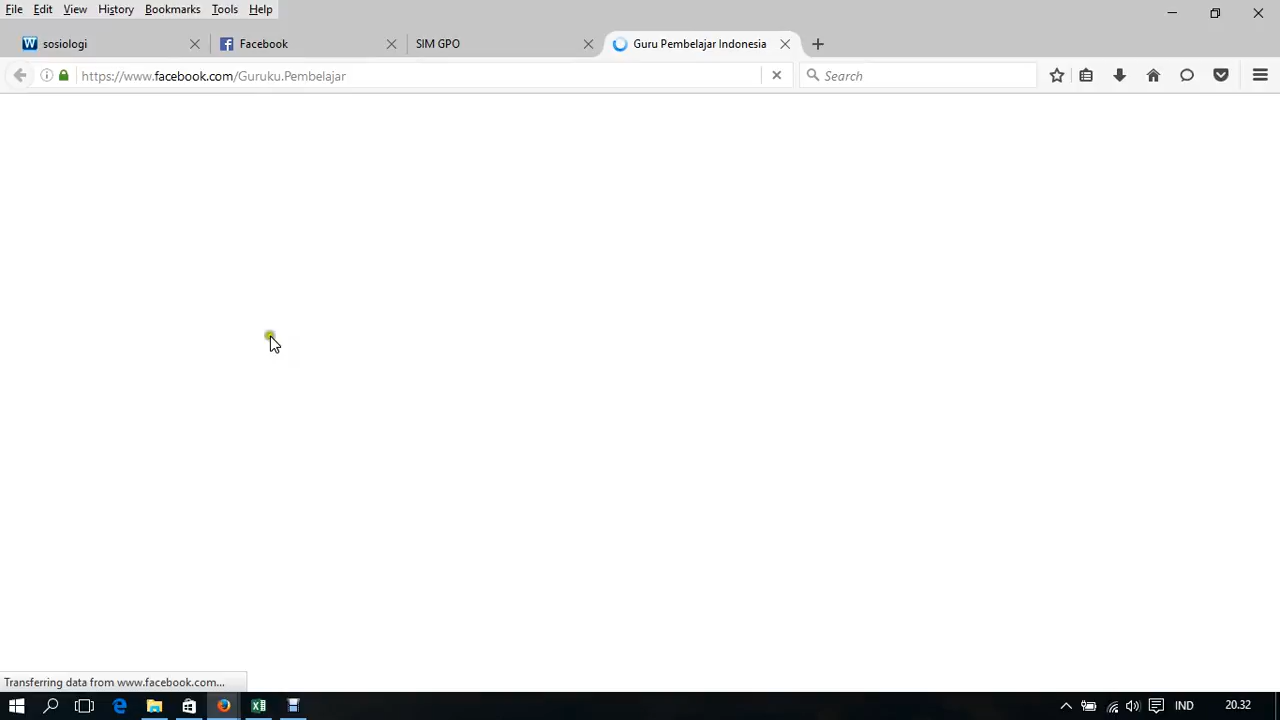 File Edit View History Bookmarks Tools Help
sosiologi Facebook SIM GPO Guru Pembelajar Indonesia
https://www.facebook.com/Guruku.Pembelajar Search
Transferring data from www.facebook.com...
IND 20.32